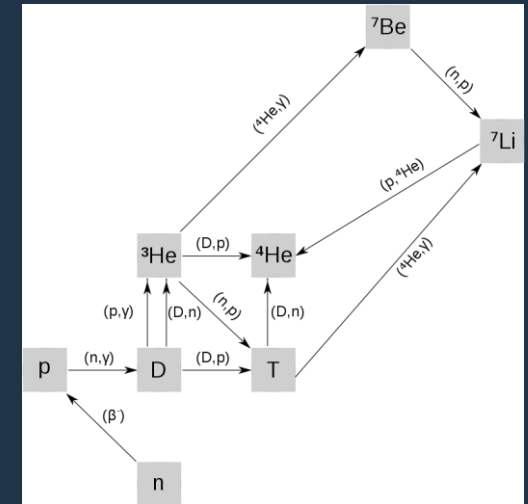 ⁷Be
(n,p)
(⁴He,γ)
⁷Li
(p,⁴He)
³He
(D,p)
⁴He
(⁴He,γ)
(p,γ)
(D,n)
(n,p)
(D,n)
p
(n,γ)
D
(D,p)
T
(β⁻)
n